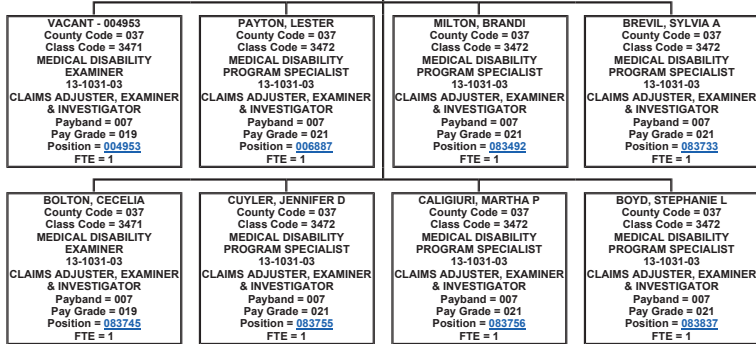 VACANT - 004953
County Code = 037
Class Code = 3471
MEDICAL DISABILITY
EXAMINER
13-1031-03
CLAIMS ADJUSTER, EXAMINER
& INVESTIGATOR
Payband = 007
Pay Grade = 019
Position = 004953
FTE = 1
PAYTON, LESTER
County Code = 037
Class Code = 3472
MEDICAL DISABILITY
PROGRAM SPECIALIST
13-1031-03
CLAIMS ADJUSTER, EXAMINER
& INVESTIGATOR
Payband = 007
Pay Grade = 021
Position = 006887
FTE = 1
MILTON, BRANDI
County Code = 037
Class Code = 3472
MEDICAL DISABILITY
PROGRAM SPECIALIST
13-1031-03
CLAIMS ADJUSTER, EXAMINER
& INVESTIGATOR
Payband = 007
Pay Grade = 021
Position = 083492
FTE = 1
BREVIL, SYLVIA A
County Code = 037
Class Code = 3472
MEDICAL DISABILITY
PROGRAM SPECIALIST
13-1031-03
CLAIMS ADJUSTER, EXAMINER
& INVESTIGATOR
Payband = 007
Pay Grade = 021
Position = 083733
FTE = 1
BOLTON, CECELIA
County Code = 037
Class Code = 3471
MEDICAL DISABILITY
EXAMINER
13-1031-03
CLAIMS ADJUSTER, EXAMINER
& INVESTIGATOR
Payband = 007
Pay Grade = 019
Position = 083745
FTE = 1
CUYLER, JENNIFER D
County Code = 037
Class Code = 3472
MEDICAL DISABILITY
PROGRAM SPECIALIST
13-1031-03
CLAIMS ADJUSTER, EXAMINER
& INVESTIGATOR
Payband = 007
Pay Grade = 021
Position = 083755
FTE = 1
CALIGIURI, MARTHA P
County Code = 037
Class Code = 3472
MEDICAL DISABILITY
PROGRAM SPECIALIST
13-1031-03
CLAIMS ADJUSTER, EXAMINER
& INVESTIGATOR
Payband = 007
Pay Grade = 021
Position = 083756
FTE = 1
BOYD, STEPHANIE L
County Code = 037
Class Code = 3472
MEDICAL DISABILITY
PROGRAM SPECIALIST
13-1031-03
CLAIMS ADJUSTER, EXAMINER
& INVESTIGATOR
Payband = 007
Pay Grade = 021
Position = 083837
FTE = 1